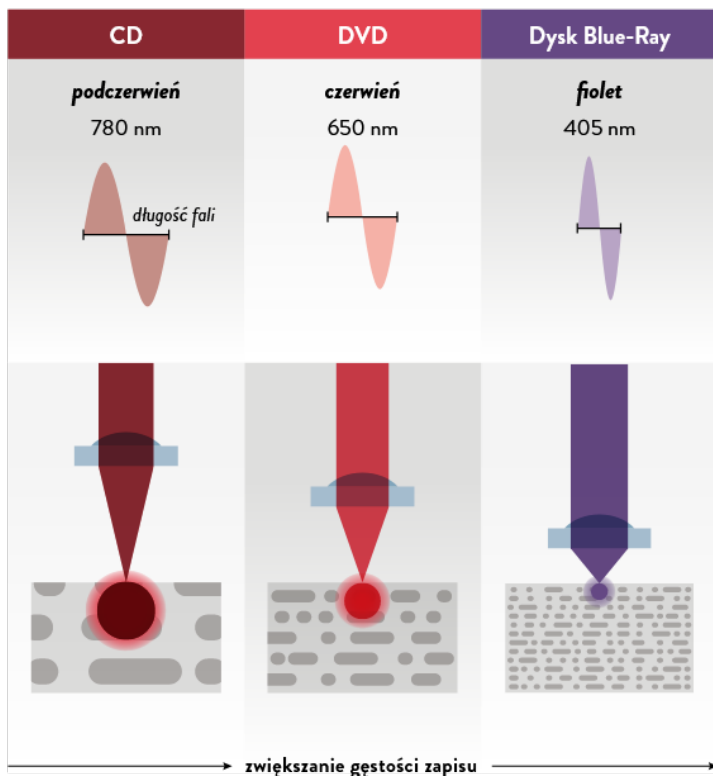 CD
DVD
Dysk Blue-Ray
podczerwień
czerwień
fiolet
780 nm
650 nm
405 nm
długość fali
zwiększanie gęstości zapisu